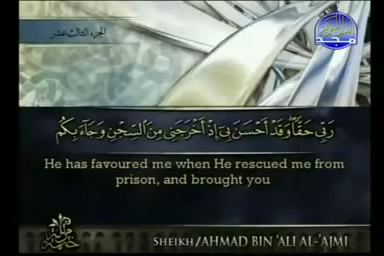 الجزء الثالث عشر
المجد
رَبِّي حَقًّا وَقَدْ أَحْسَنَ بِي إِذْ أَخْرَجَنِي مِنَ السِّجْنِ وَجَاءَ بِكُم
He has favoured me when He rescued me from
prison, and brought you
SHEIKH/AHMAD BIN 'ALI AL-'AJMI